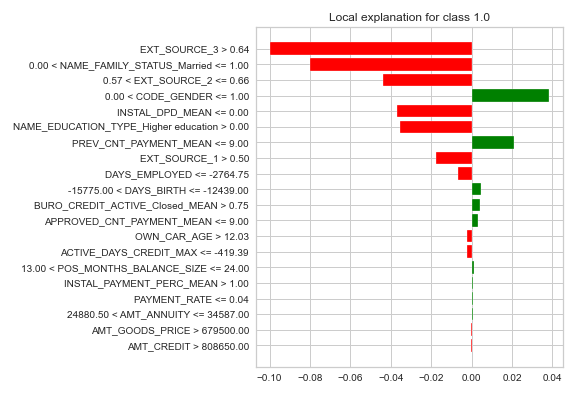 Local explanation for class 1.0
EXT_SOURCE_3 > 0.64
0.00 < NAME_FAMILY_STATUS_Married <= 1.00
0.57 < EXT_SOURCE_2 <= 0.66
0.00 < CODE_GENDER <= 1.00
INSTAL_DPD_MEAN <= 0.00
NAME_EDUCATION_TYPE_Higher education > 0.00
PREV_CNT_PAYMENT_MEAN <= 9.00
EXT_SOURCE_1 > 0.50
DAYS_EMPLOYED <= -2764.75
-15775.00 < DAYS_BIRTH <= -12439.00
BURO_CREDIT_ACTIVE_Closed_MEAN > 0.75
APPROVED_CNT_PAYMENT_MEAN <= 9.00
OWN_CAR_AGE > 12.03
ACTIVE_DAYS_CREDIT_MAX <= -419.39
13.00 < POS_MONTHS_BALANCE_SIZE <= 24.00
INSTAL_PAYMENT_PERC_MEAN > 1.00
PAYMENT_RATE <= 0.04
24880.50 < AMT_ANNUITY <= 34587.00
AMT_GOODS_PRICE > 679500.00
AMT_CREDIT > 808650.00
−0.10 −0.08 −0.06 −0.04 −0.02 0.00 0.02 0.04